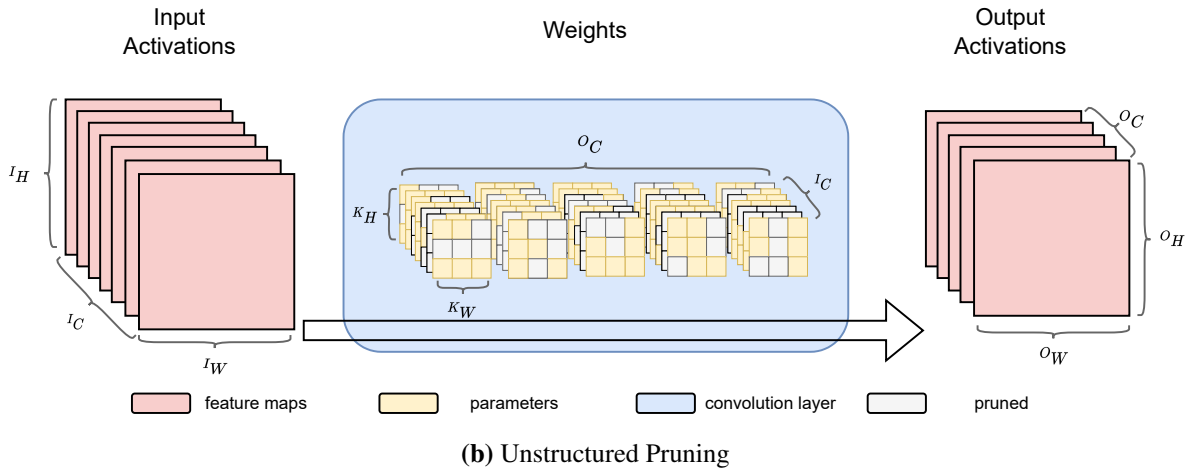 Input
Activations
Weights
Output
Activations
I_H
I_C
I_W
O_C
I_C
K_H
K_W
O_C
O_H
O_W
feature maps
parameters
convolution layer
pruned
(b) Unstructured Pruning